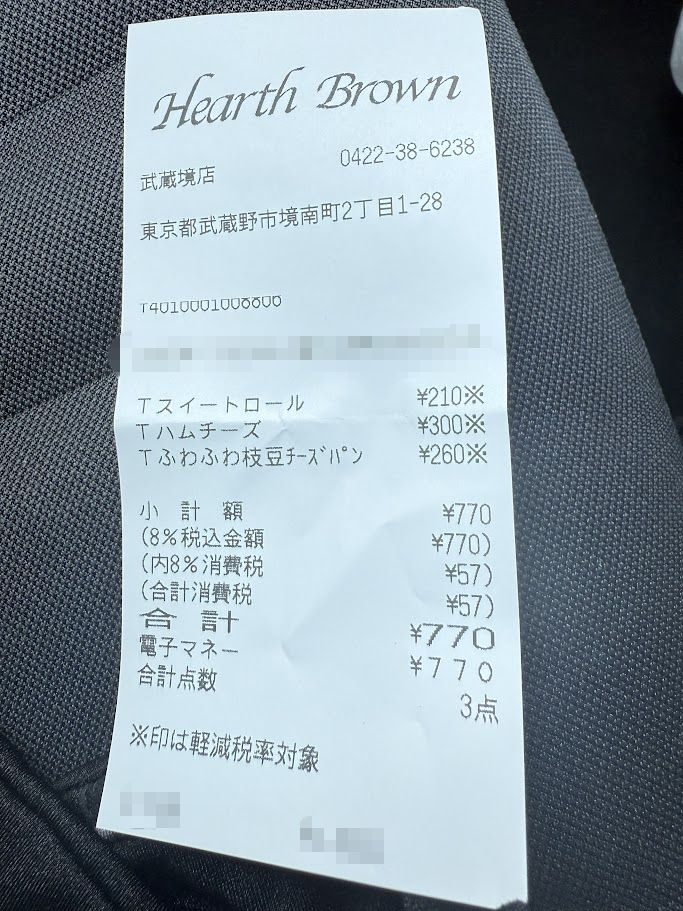 Hearth Brown
武蔵境店 0422-38-6238
東京都武蔵野市境南町2丁目1-28
Tスイートロール ¥210※
Tハムチーズ ¥300※
Tふわふわ枝豆ﾁｰｽﾞﾊﾟﾝ ¥260※
小計額 ¥770
(8%税込金額 ¥770)
(内8%消費税 ¥57)
(合計消費税 ¥57)
合計 ¥770
電子マネー ¥770
合計点数 3点
※印は軽減税率対象